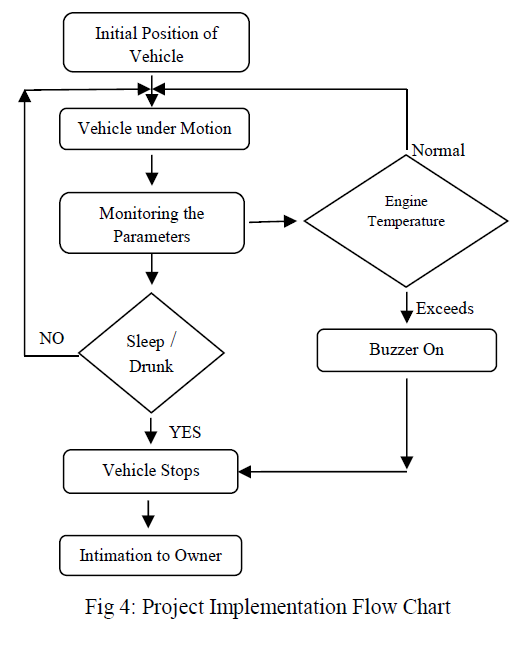 Initial Position of
Vehicle
Vehicle under Motion
Normal
Monitoring the
Parameters
Engine
Temperature
Exceeds
NO
Sleep /
Drunk
Buzzer On
YES
Vehicle Stops
Intimation to Owner
Fig 4: Project Implementation Flow Chart